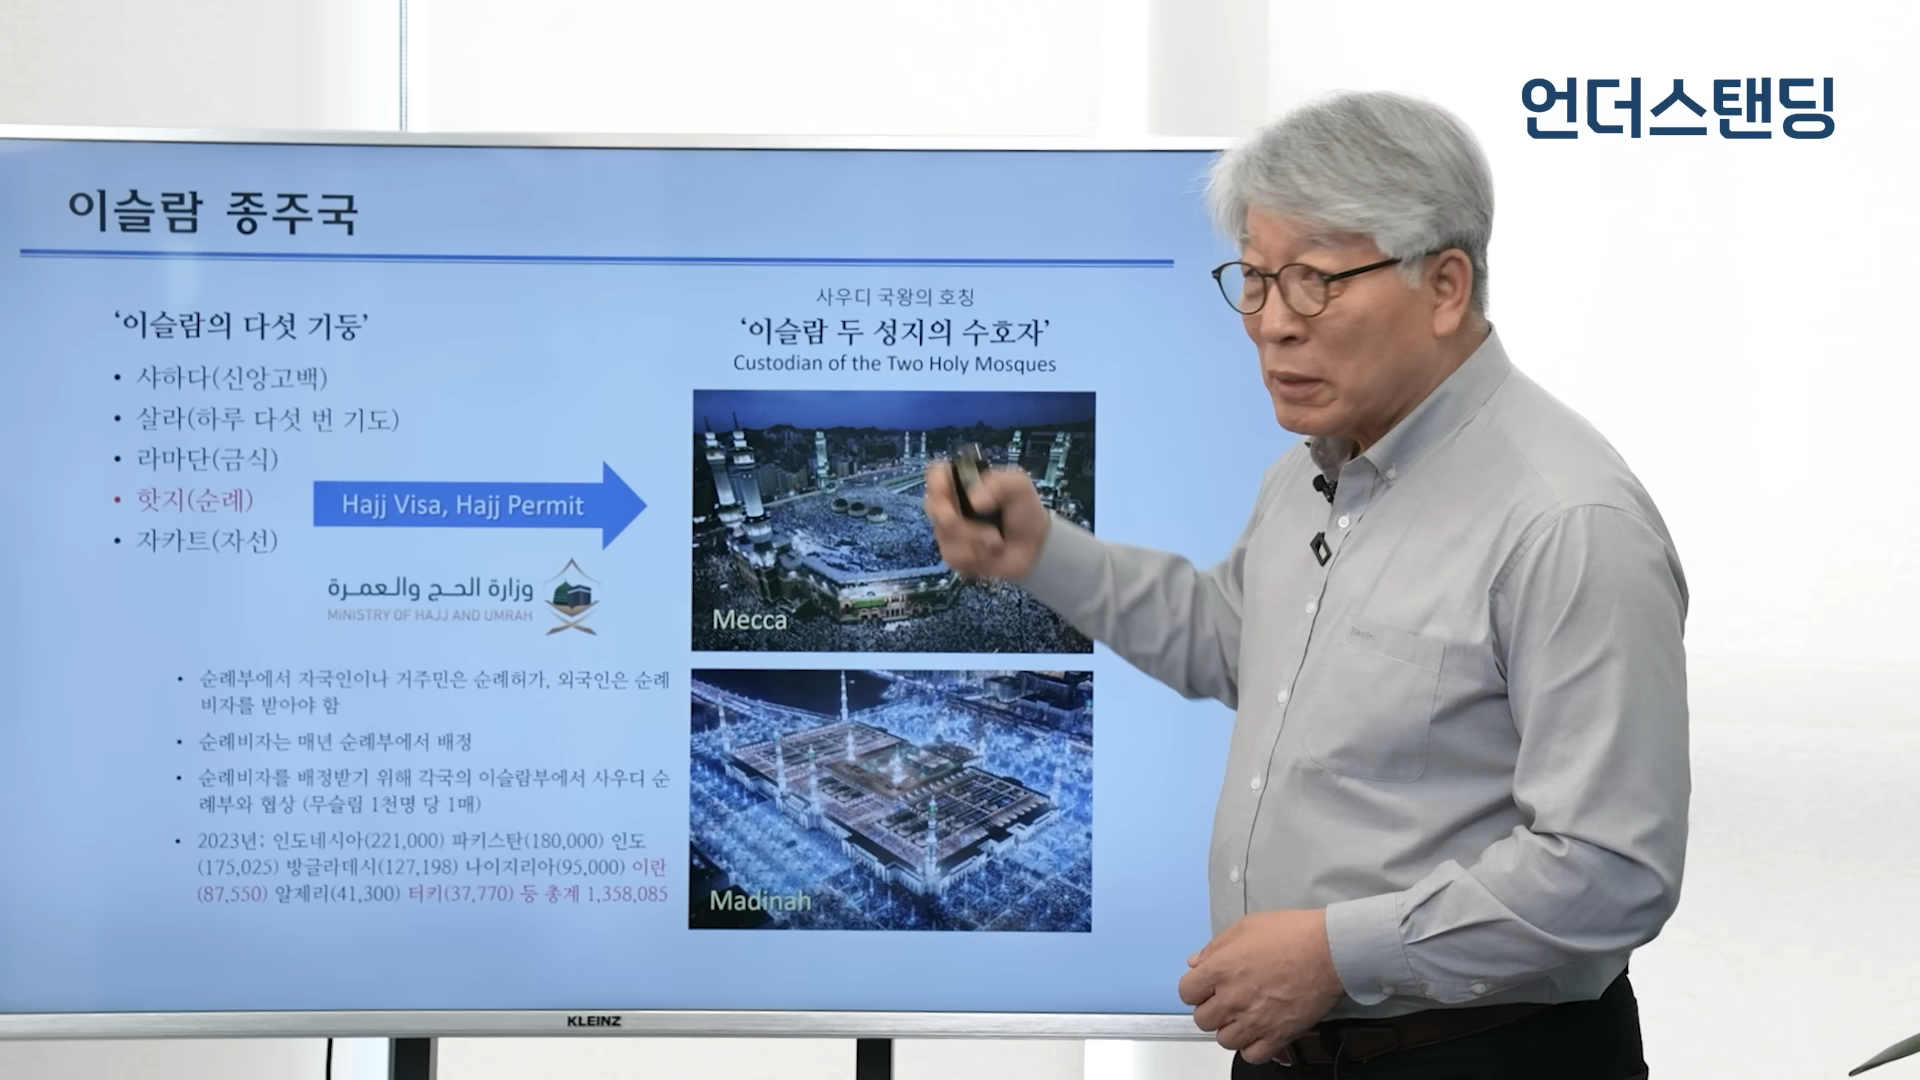 언더스탠딩
이슬람 종주국
‘이슬람의 다섯 기둥’
• 샤하다(신앙고백)
• 살라(하루 다섯 번 기도)
• 라마단(금식)
• 핫지(순례)
• 자카트(자선)
Hajj Visa, Hajj Permit
وزارة الحـج والـعمـرة
MINISTRY OF HAJJ AND UMRAH
• 순례부에서 자국인이나 거주민은 순례허가, 외국인은 순례
비자를 받아야 함
• 순례비자는 매년 순례부에서 배정
• 순례비자를 배정받기 위해 각국의 이슬람부에서 사우디 순
례부와 협상 (무슬림 1천명 당 1매)
• 2023년: 인도네시아(221,000) 파키스탄(180,000) 인도
(175,025) 방글라데시(127,198) 나이지리아(95,000) 이란
(87,550) 알제리(41,300) 터키(37,770) 등 총계 1,358,085
사우디 국왕의 호칭
‘이슬람 두 성지의 수호자’
Custodian of the Two Holy Mosques
Mecca
Madinah
KLEINZ